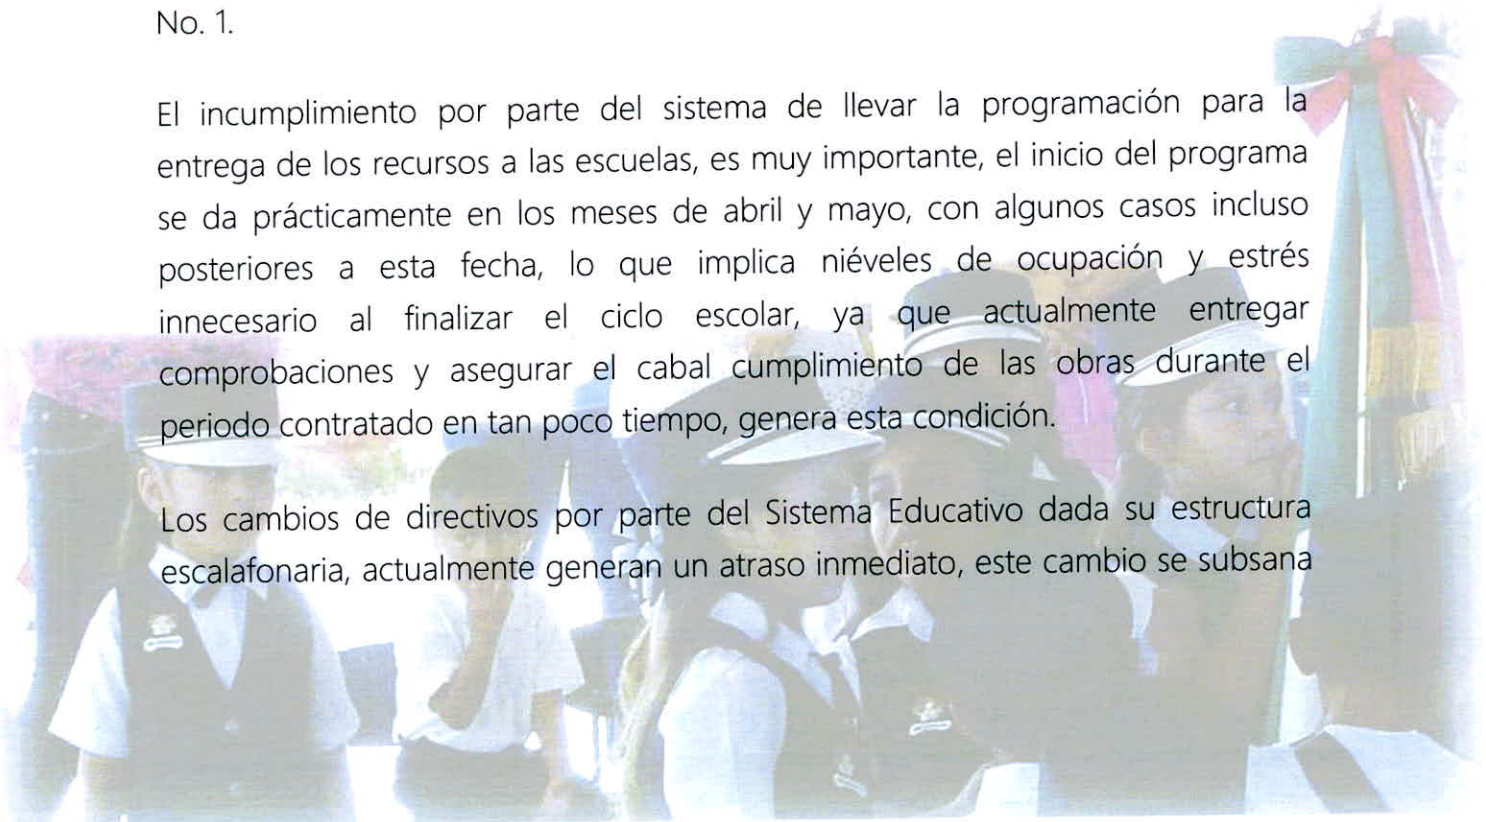 No. 1.
El incumplimiento por parte del sistema de llevar la programación para la
entrega de los recursos a las escuelas, es muy importante, el inicio del programa
se da prácticamente en los meses de abril y mayo, con algunos casos incluso
posteriores a esta fecha, lo que implica niéveles de ocupación y estrés
innecesario al finalizar el ciclo escolar, ya que actualmente entregar
comprobaciones y asegurar el cabal cumplimiento de las obras durante el
periodo contratado en tan poco tiempo, genera esta condición.
Los cambios de directivos por parte del Sistema Educativo dada su estructura
escalafonaria, actualmente generan un atraso inmediato, este cambio se subsana